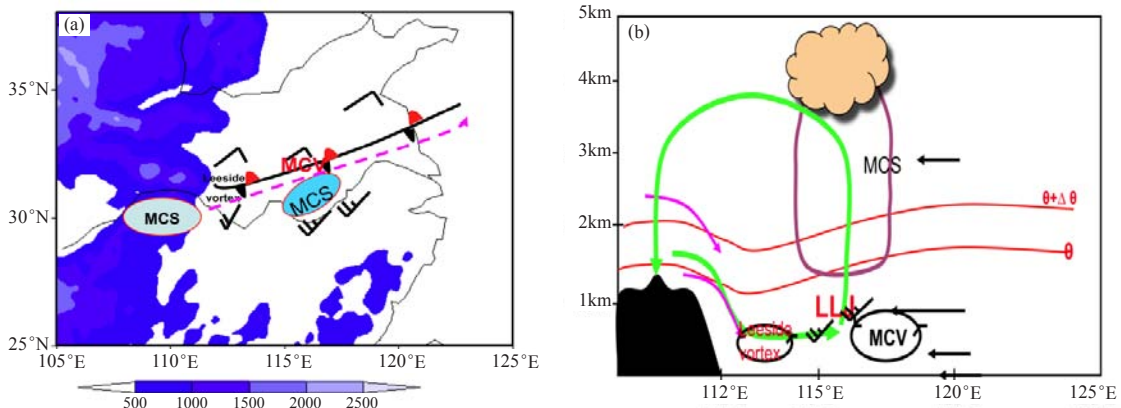 (a)
35°N
30°N
25°N
105°E
110°E
115°E
120°E
125°E
MCV
Leeside
vortex
MCS
MCS
500
1000
1500
2000
2500
(b)
5km
4km
3km
2km
1km
MCS
θ+Δ θ
θ
LLJ
Leeside
vortex
MCV
112°E
115°E
120°E
125°E